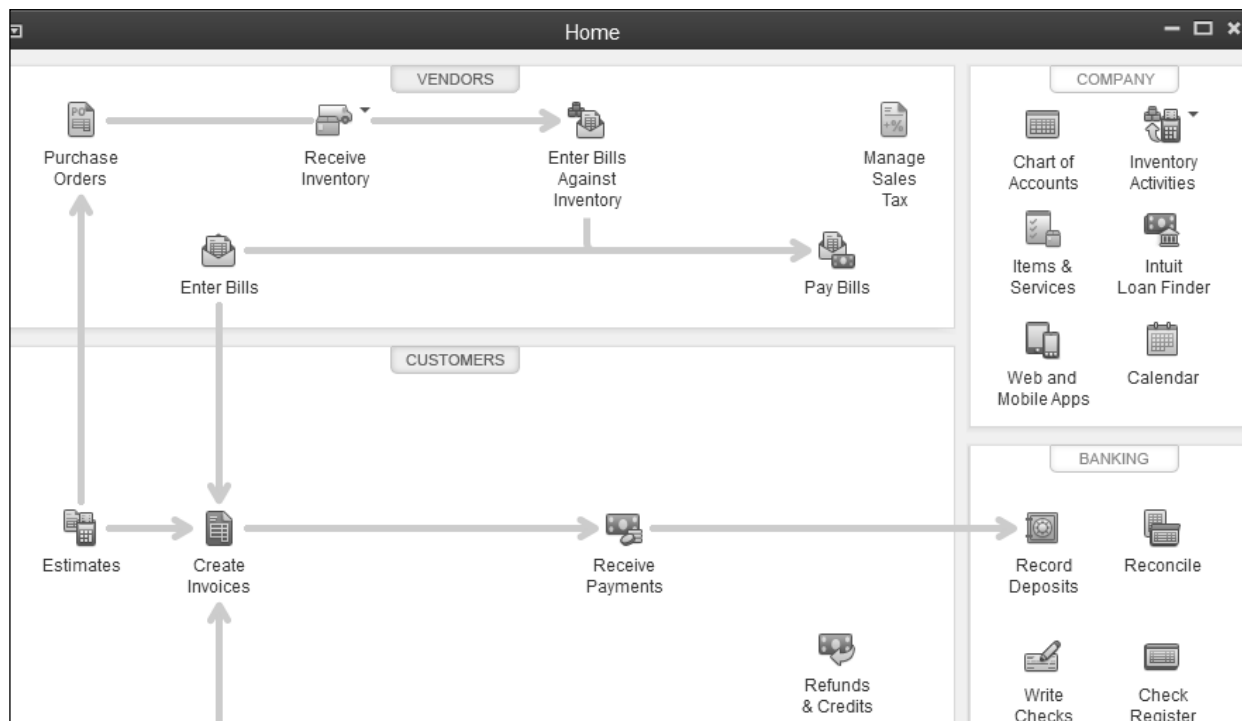 Home
VENDORS
PO
Purchase
Orders
Receive
Inventory
Enter Bills
Against
Inventory
+%
Manage
Sales
Tax
Enter Bills
Pay Bills
CUSTOMERS
Estimates
Create
Invoices
Receive
Payments
Refunds
& Credits
COMPANY
Chart of
Accounts
Inventory
Activities
Items &
Services
Intuit
Loan Finder
Web and
Mobile Apps
Calendar
BANKING
Record
Deposits
Reconcile
Write
Checks
Check
Register